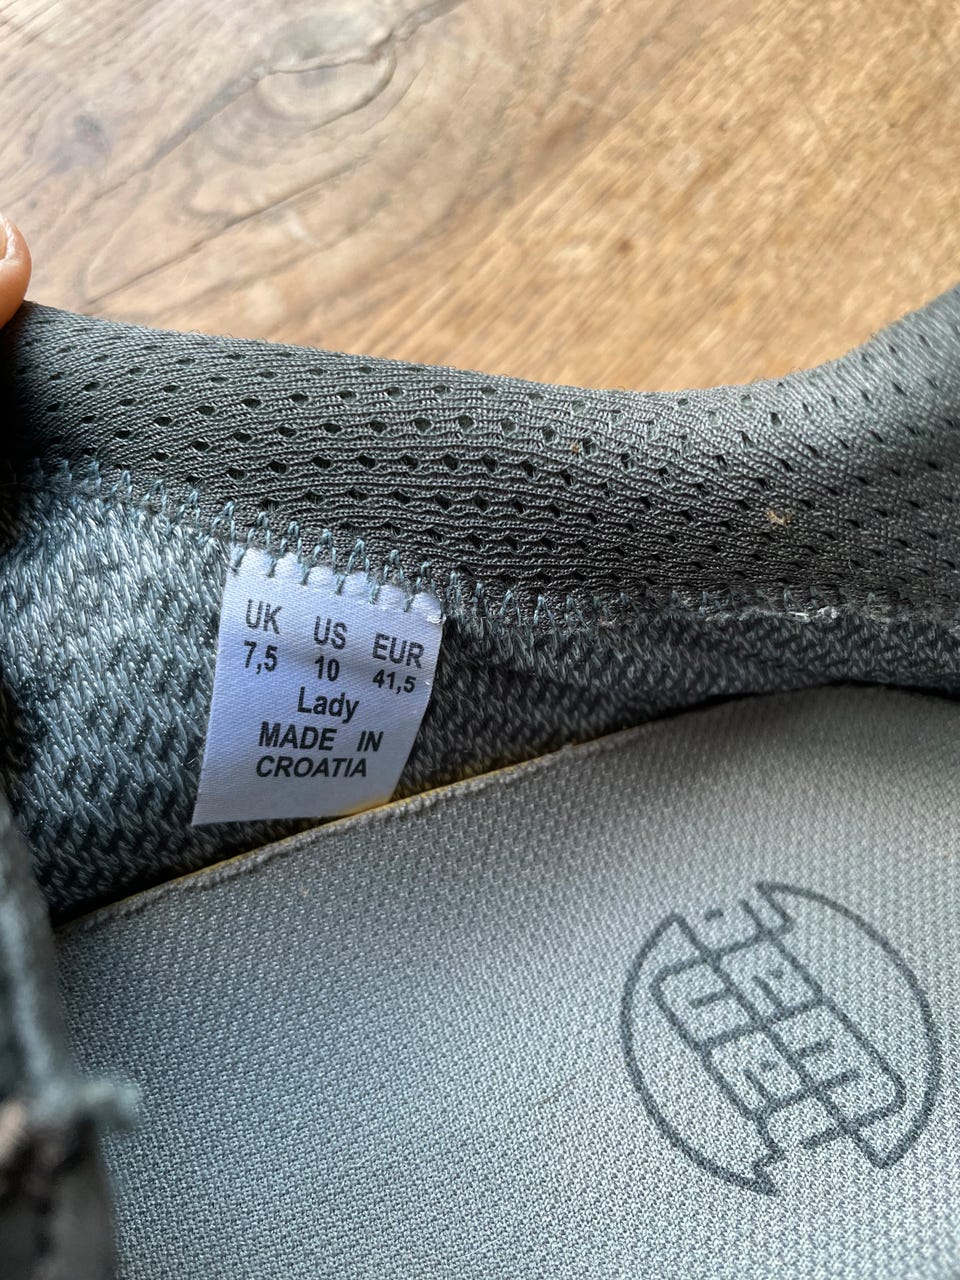 UK US EUR
7,5 10 41,5
Lady
MADE IN
CROATIA